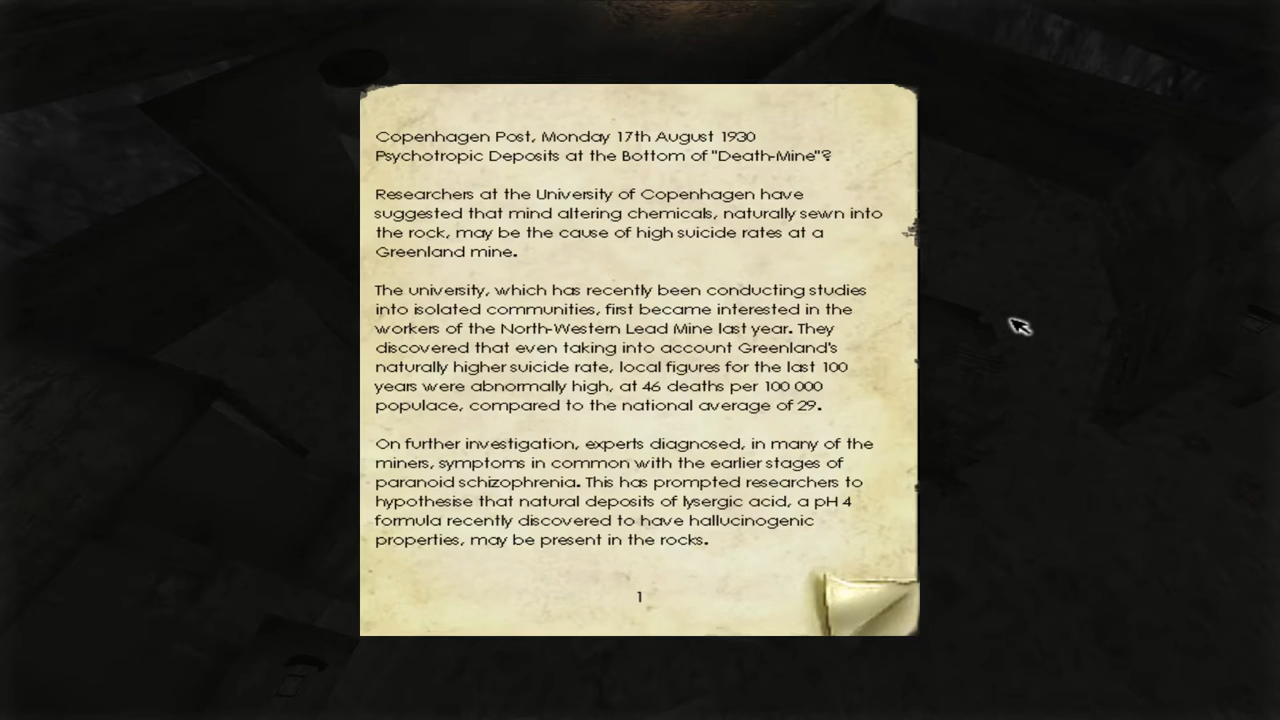 Copenhagen Post, Monday 17th August 1930
Psychotropic Deposits at the Bottom of "Death-Mine"?
Researchers at the University of Copenhagen have
suggested that mind altering chemicals, naturally sewn into
the rock, may be the cause of high suicide rates at a
Greenland mine.
The university, which has recently been conducting studies
into isolated communities, first became interested in the
workers of the North-Western Lead Mine last year. They
discovered that even taking into account Greenland's
naturally higher suicide rate, local figures for the last 100
years were abnormally high, at 46 deaths per 100 000
populace, compared to the national average of 29.
On further investigation, experts diagnosed, in many of the
miners, symptoms in common with the earlier stages of
paranoid schizophrenia. This has prompted researchers to
hypothesise that natural deposits of lysergic acid, a pH 4
formula recently discovered to have hallucinogenic
properties, may be present in the rocks.
1